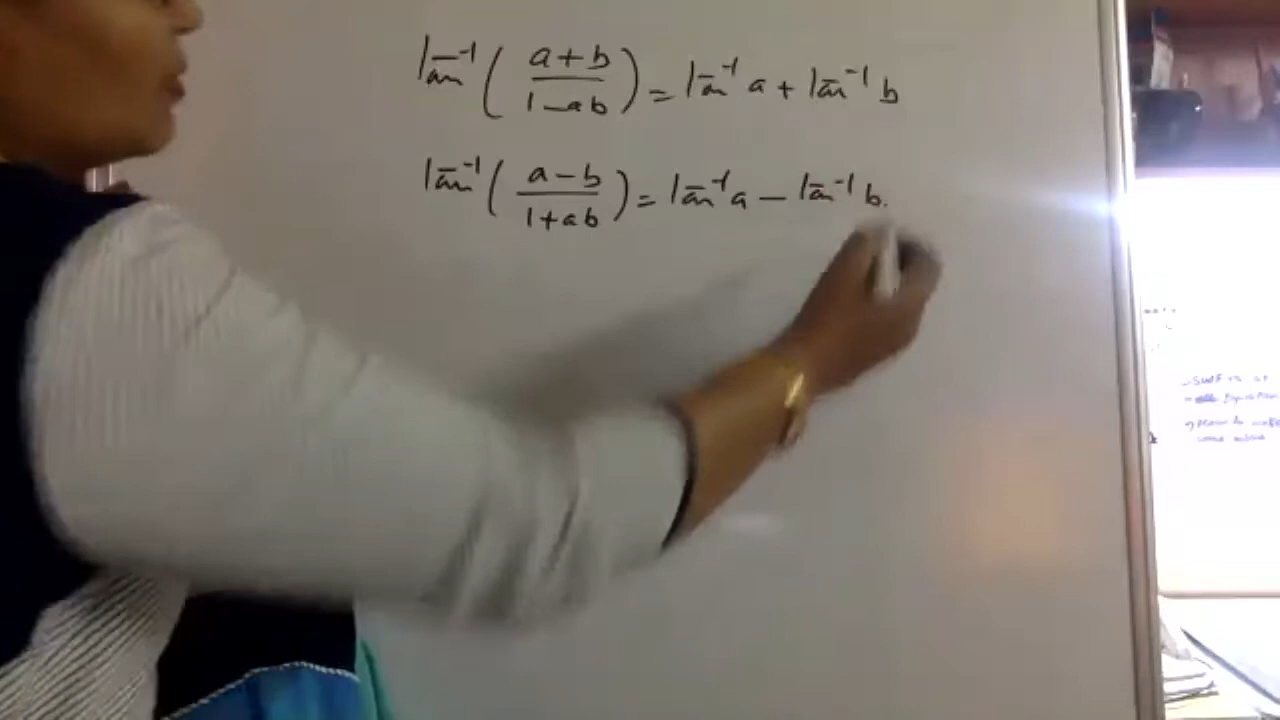 tan⁻¹ ( a+b / 1-ab ) = tan⁻¹ a + tan⁻¹ b
tan⁻¹ ( a-b / 1+ab ) = tan⁻¹ a - tan⁻¹ b.